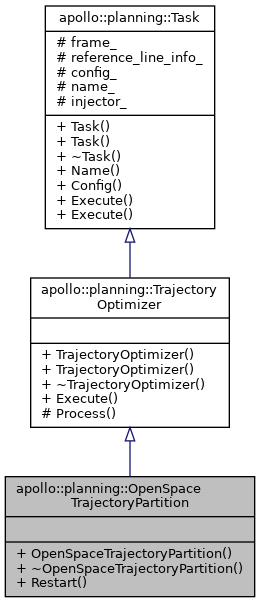 apollo::planning::Task
# frame_
# reference_line_info_
# config_
# name_
# injector_
+ Task()
+ Task()
+ ~Task()
+ Name()
+ Config()
+ Execute()
+ Execute()
apollo::planning::Trajectory
Optimizer
+ TrajectoryOptimizer()
+ TrajectoryOptimizer()
+ ~TrajectoryOptimizer()
+ Execute()
# Process()
apollo::planning::OpenSpace
TrajectoryPartition
+ OpenSpaceTrajectoryPartition()
+ ~OpenSpaceTrajectoryPartition()
+ Restart()